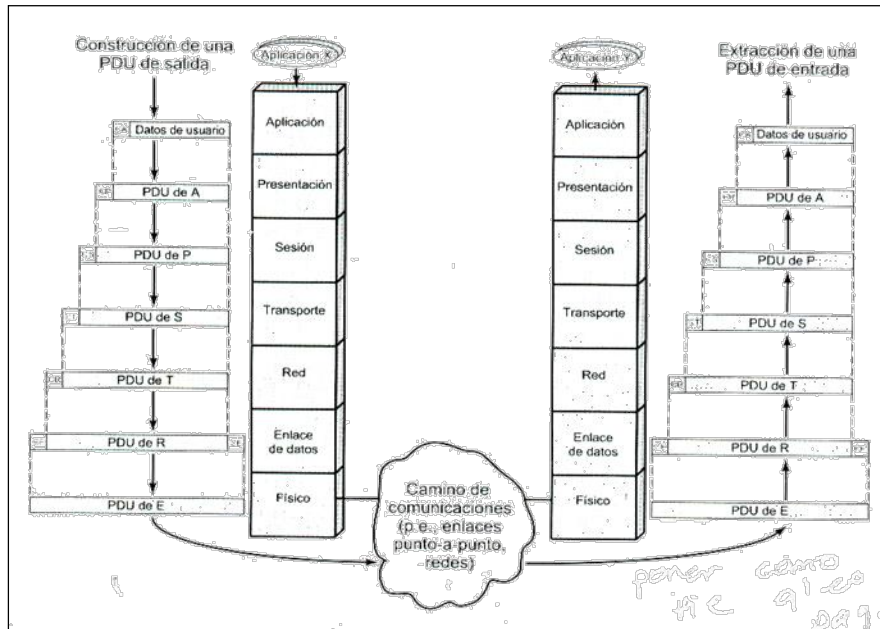 Construcción de una
PDU de salida
Aplicación X
Aplicación Y
Extracción de una
PDU de entrada
Datos de usuario
PDU de A
PDU de P
PDU de S
PDU de T
PDU de R
PDU de E
Aplicación
Presentación
Sesión
Transporte
Red
Enlace
de datos
Físico
Camino de
comunicaciones
(p.e., enlaces
punto-a-punto,
redes)
Aplicación
Presentación
Sesión
Transporte
Red
Enlace
de datos
Físico
Datos de usuario
PDU de A
PDU de P
PDU de S
PDU de T
PDU de R
PDU de E
poner como